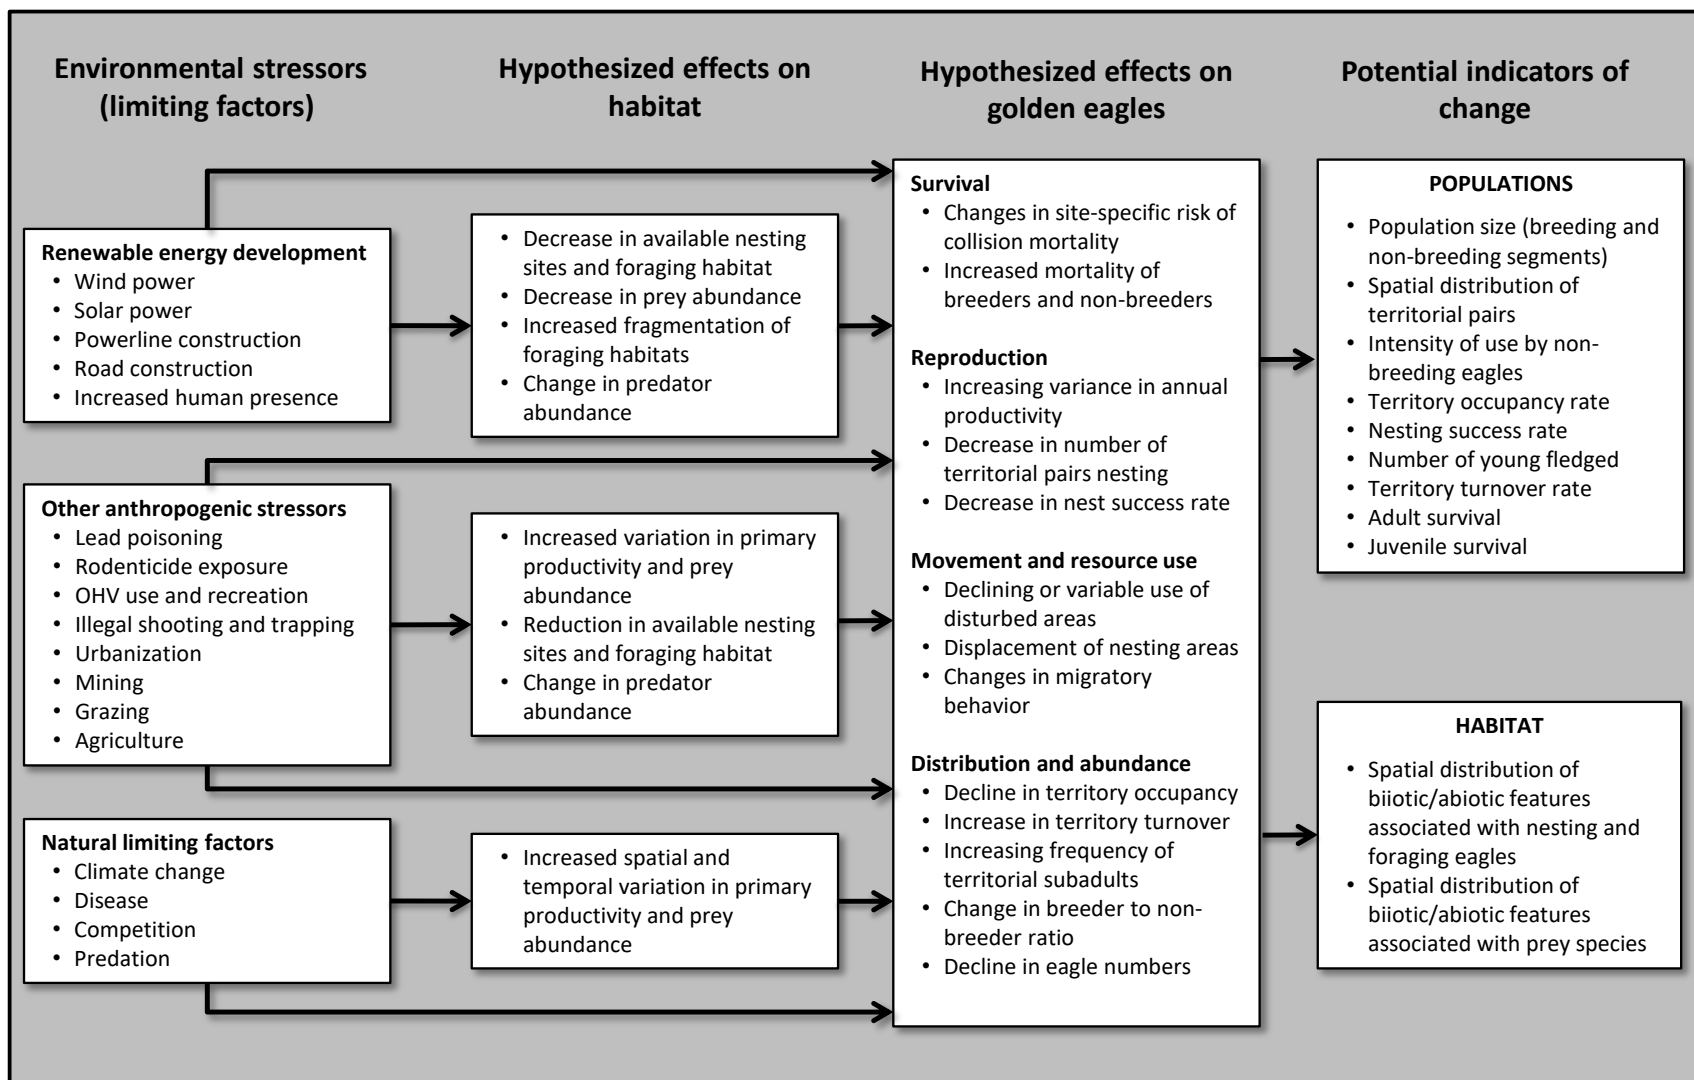 Environmental stressors
(limiting factors)
Hypothesized effects on
habitat
Hypothesized effects on
golden eagles
Potential indicators of
change
Renewable energy development
• Wind power
• Solar power
• Powerline construction
• Road construction
• Increased human presence
Other anthropogenic stressors
• Lead poisoning
• Rodenticide exposure
• OHV use and recreation
• Illegal shooting and trapping
• Urbanization
• Mining
• Grazing
• Agriculture
Natural limiting factors
• Climate change
• Disease
• Competition
• Predation
• Decrease in available nesting
sites and foraging habitat
• Decrease in prey abundance
• Increased fragmentation of
foraging habitats
• Change in predator
abundance
• Increased variation in primary
productivity and prey
abundance
• Reduction in available nesting
sites and foraging habitat
• Change in predator
abundance
• Increased spatial and
temporal variation in primary
productivity and prey
abundance
Survival
• Changes in site-specific risk of
collision mortality
• Increased mortality of
breeders and non-breeders
Reproduction
• Increasing variance in annual
productivity
• Decrease in number of
territorial pairs nesting
• Decrease in nest success rate
Movement and resource use
• Declining or variable use of
disturbed areas
• Displacement of nesting areas
• Changes in migratory
behavior
Distribution and abundance
• Decline in territory occupancy
• Increase in territory turnover
• Increasing frequency of
territorial subadults
• Change in breeder to non-
breeder ratio
• Decline in eagle numbers
POPULATIONS
• Population size (breeding and
non-breeding segments)
• Spatial distribution of
territorial pairs
• Intensity of use by non-
breeding eagles
• Territory occupancy rate
• Nesting success rate
• Number of young fledged
• Territory turnover rate
• Adult survival
• Juvenile survival
HABITAT
• Spatial distribution of
biiotic/abiotic features
associated with nesting and
foraging eagles
• Spatial distribution of
biiotic/abiotic features
associated with prey species